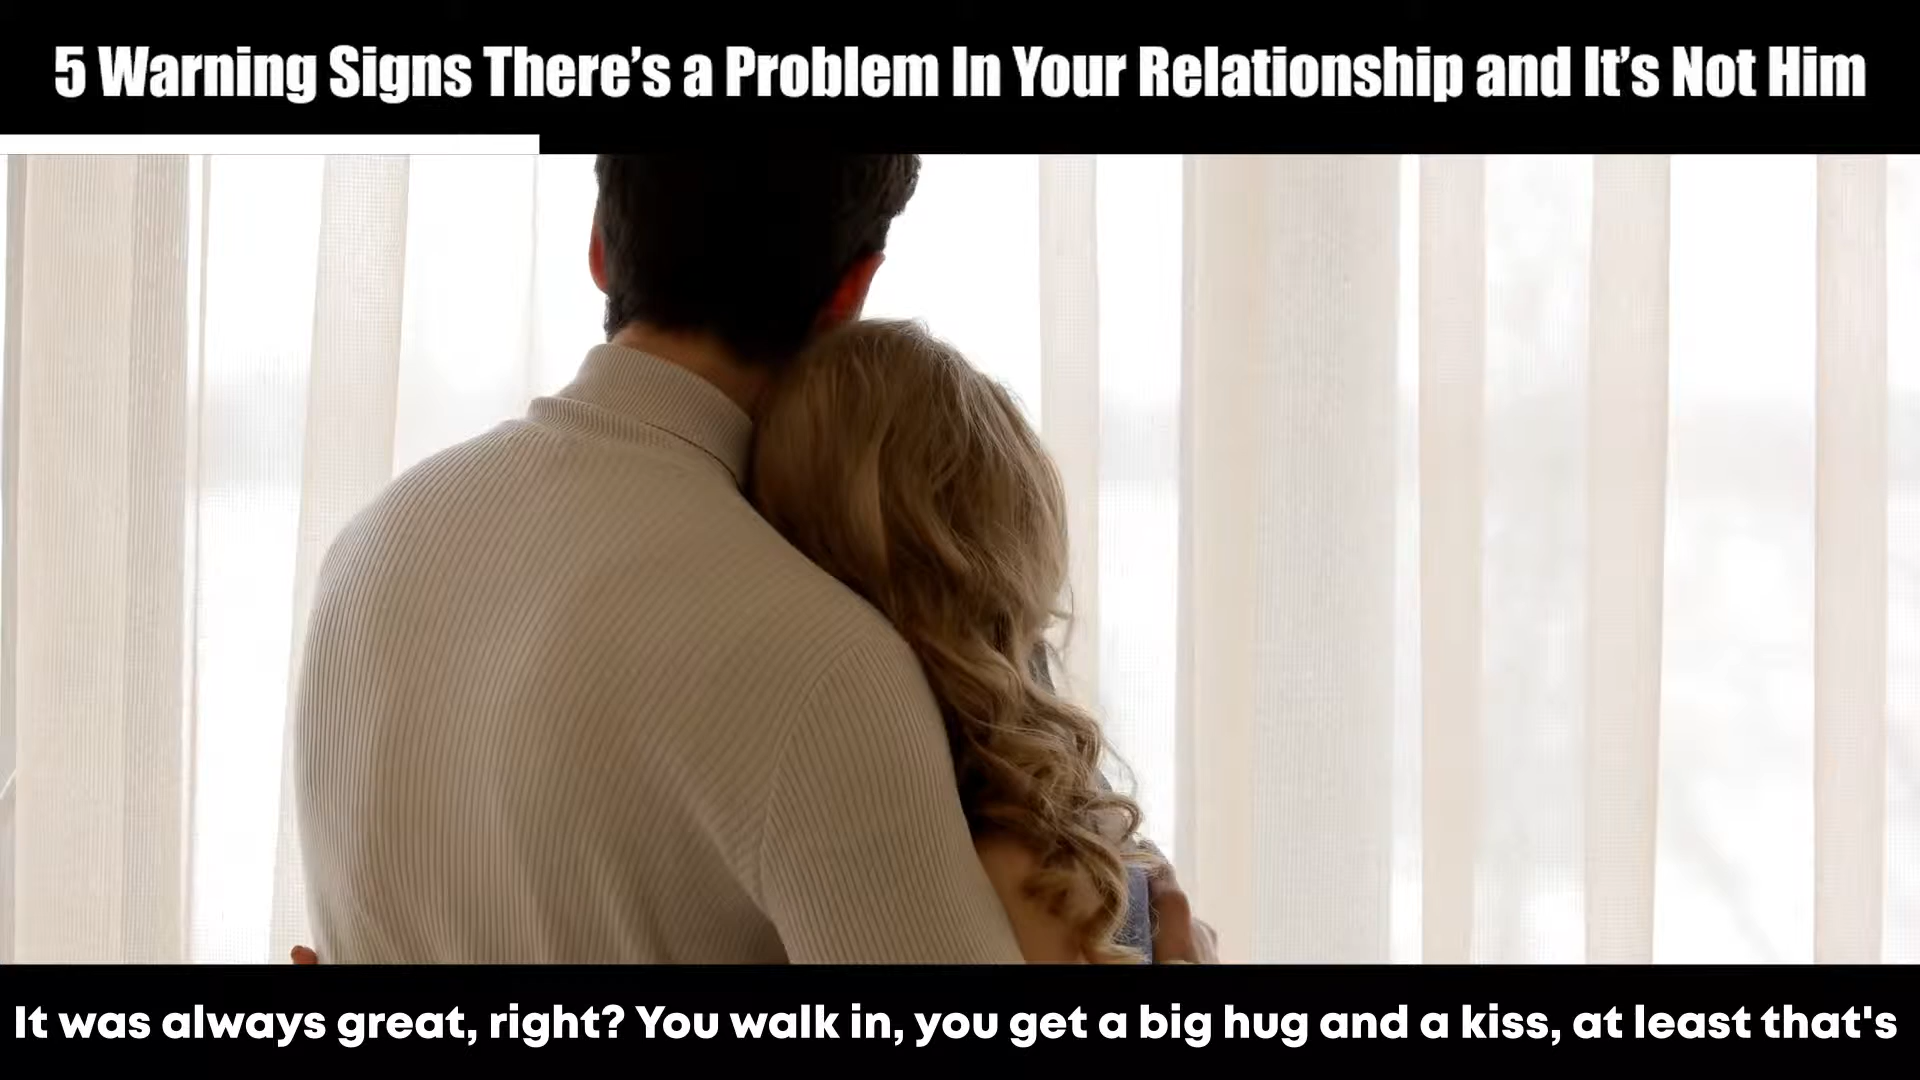 5 Warning Signs There’s a Problem In Your Relationship and It’s Not Him
It was always great, right? You walk in, you get a big hug and a kiss, at least that's